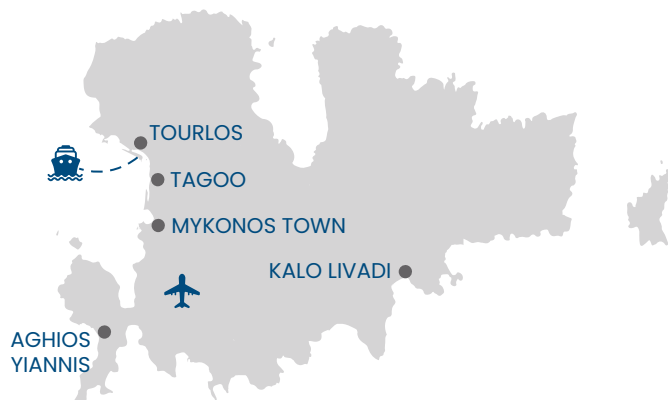 TOURLOS
TAGOO
MYKONOS TOWN
KALO LIVADI
AGHIOS
YIANNIS